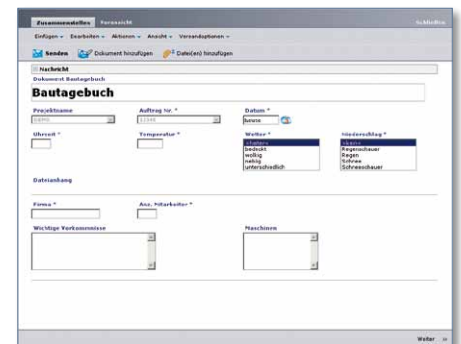 Zusammenstellen Voransicht Schließen
Einfügen Bearbeiten Aktionen Ansicht Versandoptionen
Senden Dokument hinzufügen Datei(en) hinzufügen
Nachricht
Dokument Bautagebuch
Bautagebuch
Projektname Auftrag Nr. * Datum *
Uhrzeit * Temperatur * Wetter * Niederschlag *
bedeckt Regenschauer
wolkig Regen
neblig Schnee
unterschiedlich Schneeschauer
Dateianhang
Firma * Anz. Mitarbeiter *
Wichtige Vorkommnisse Maschinen
Weiter